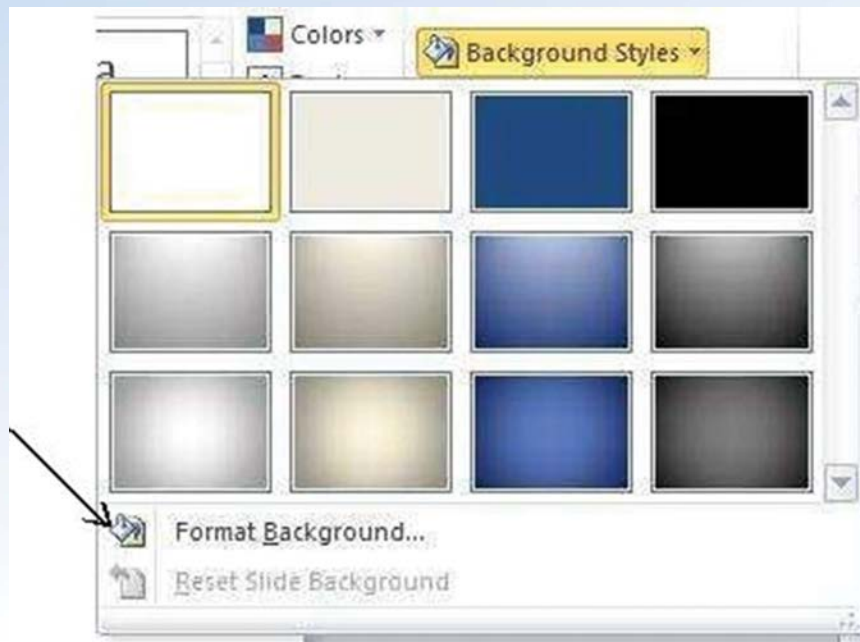 Colors
Background Styles
a
Format Background...
Reset Slide Background